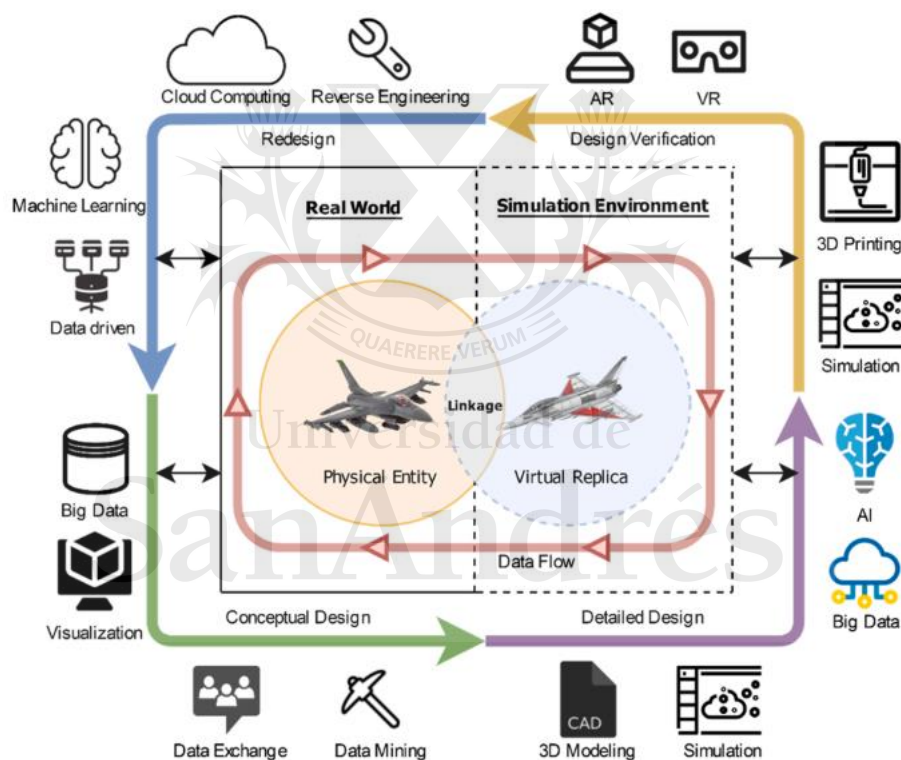 Cloud Computing
Reverse Engineering
AR
VR
Redesign
Design Verification
Machine Learning
Real World
Simulation Environment
3D Printing
Data driven
QUAERERE VERUM
Simulation
Linkage
Universidad de
Physical Entity
Virtual Replica
Big Data
AI
SanAndrés
Data Flow
Visualization
Conceptual Design
Detailed Design
Big Data
CAD
Data Exchange
Data Mining
3D Modeling
Simulation